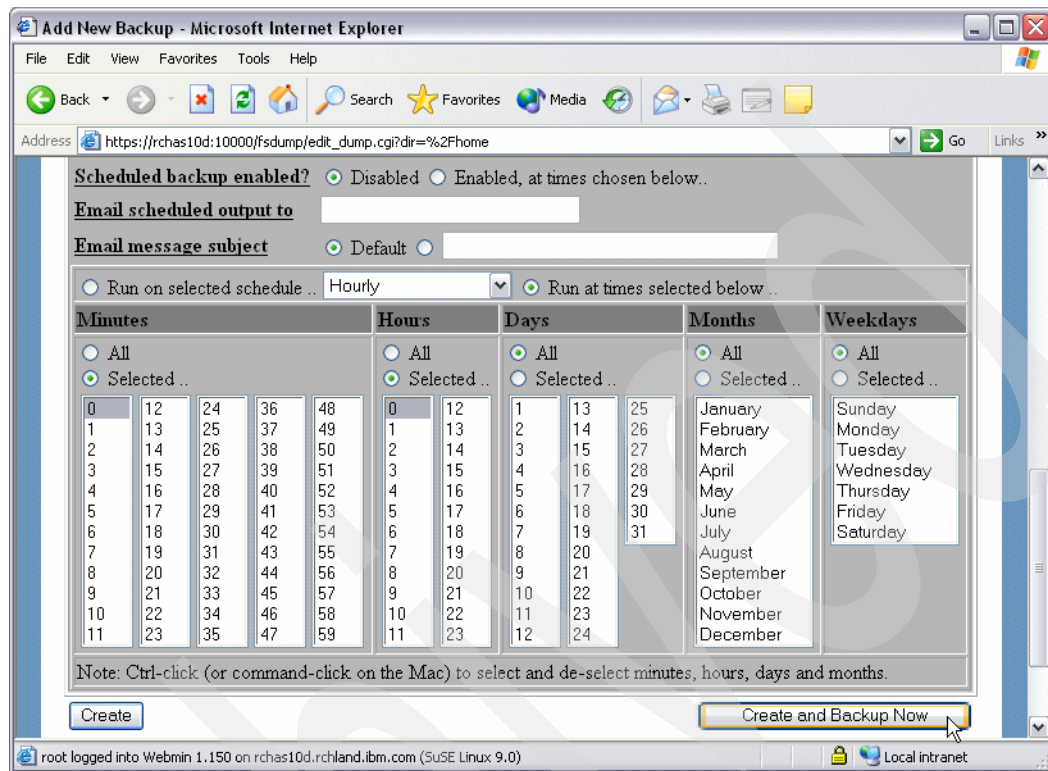 Add New Backup - Microsoft Internet Explorer
File Edit View Favorites Tools Help
Back Search Favorites Media
Address https://rchas10d:10000/fsdump/edit_dump.cgi?dir=%2Fhome Go Links »
Scheduled backup enabled? Disabled Enabled, at times chosen below..
Email scheduled output to
Email message subject Default
Run on selected schedule .. Hourly Run at times selected below ..
Minutes Hours Days Months Weekdays
All All All All All
Selected .. Selected .. Selected .. Selected .. Selected ..
0 12 24 36 48 0 12 1 13 25 January Sunday
1 13 25 37 49 1 13 2 14 26 February Monday
2 14 26 38 50 2 14 3 15 27 March Tuesday
3 15 27 39 51 3 15 4 16 28 April Wednesday
4 16 28 40 52 4 16 5 17 29 May Thursday
5 17 29 41 53 5 17 6 18 30 June Friday
6 18 30 42 54 6 18 7 19 31 July Saturday
7 19 31 43 55 7 19 8 20 August
8 20 32 44 56 8 20 9 21 September
9 21 33 45 57 9 21 10 22 October
10 22 34 46 58 10 22 11 23 November
11 23 35 47 59 11 23 12 24 December
Note: Ctrl-click (or command-click on the Mac) to select and de-select minutes, hours, days and months.
Create Create and Backup Now
root logged into Webmin 1.150 on rchas10d.rchland.ibm.com (SuSE Linux 9.0) Local intranet